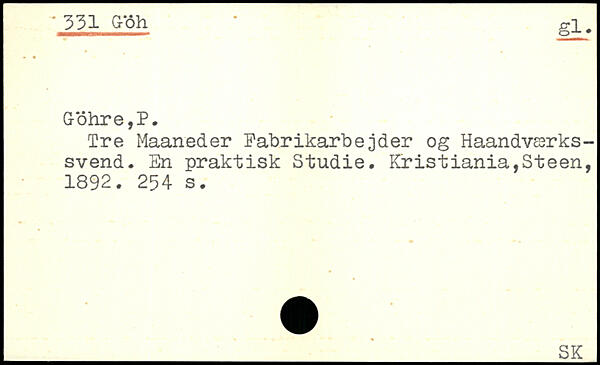 331 Göh
gl.
Göhre,P.
Tre Maaneder Fabrikarbejder og Haandværks-
svend. En praktisk Studie. Kristiania,Steen,
1892. 254 s.
SK